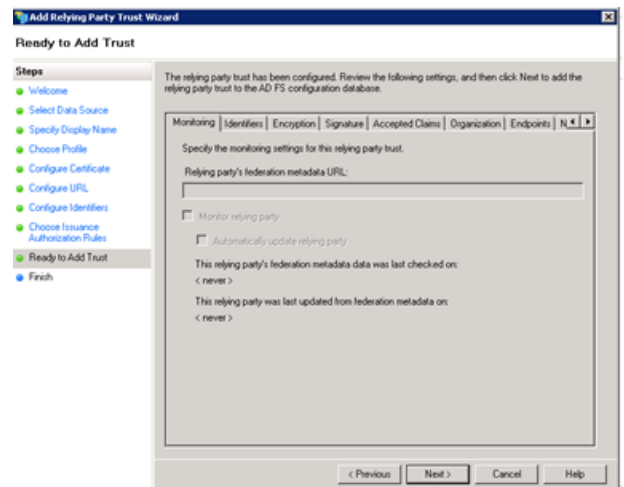 Add Relying Party Trust Wizard
Ready to Add Trust
Steps
Welcome
Select Data Source
Specify Display Name
Choose Profile
Configure Certificate
Configure URL
Configure Identifiers
Choose Issuance
Authorization Rules
Ready to Add Trust
Finish
The relying party trust has been configured. Review the following settings, and then click Next to add the
relying party trust to the AD FS configuration database.
Monitoring Identifiers Encryption Signature Accepted Claims Organization Endpoints N
Specify the monitoring settings for this relying party trust.
Relying party's federation metadata URL:
Monitor relying party
Automatically update relying party
This relying party's federation metadata data was last checked on:
< never >
This relying party was last updated from federation metadata on:
< never >
< Previous Next > Cancel Help